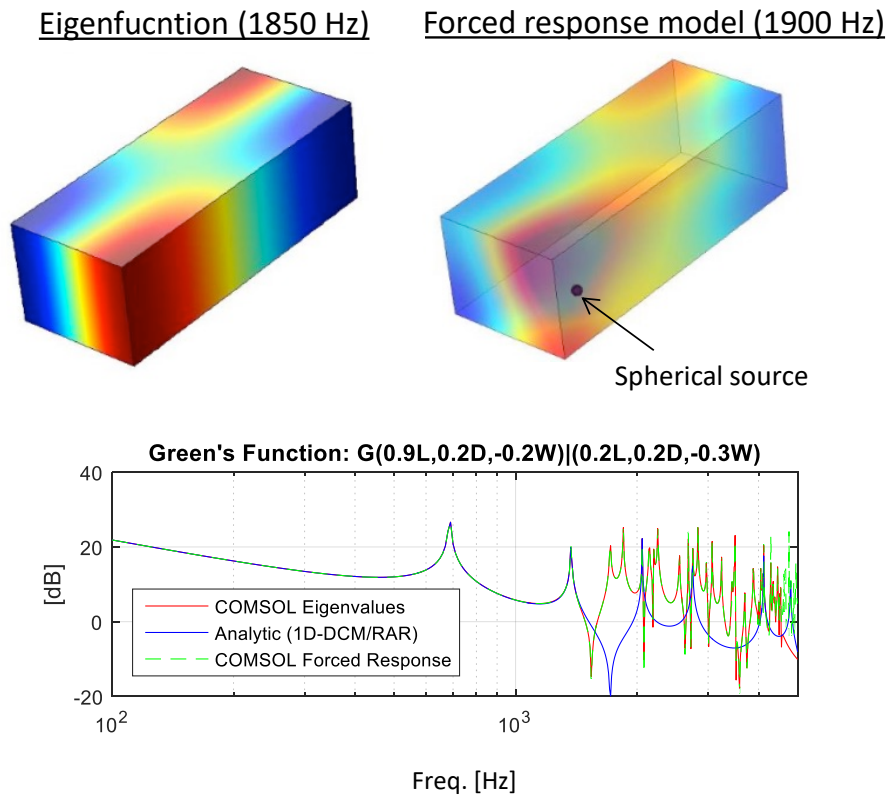 Eigenfucntion (1850 Hz)
Forced response model (1900 Hz)
Spherical source
Green's Function: G(0.9L,0.2D,-0.2W)|(0.2L,0.2D,-0.3W)
40
20
0
-20
[dB]
COMSOL Eigenvalues
Analytic (1D-DCM/RAR)
COMSOL Forced Response
10²
10³
Freq. [Hz]